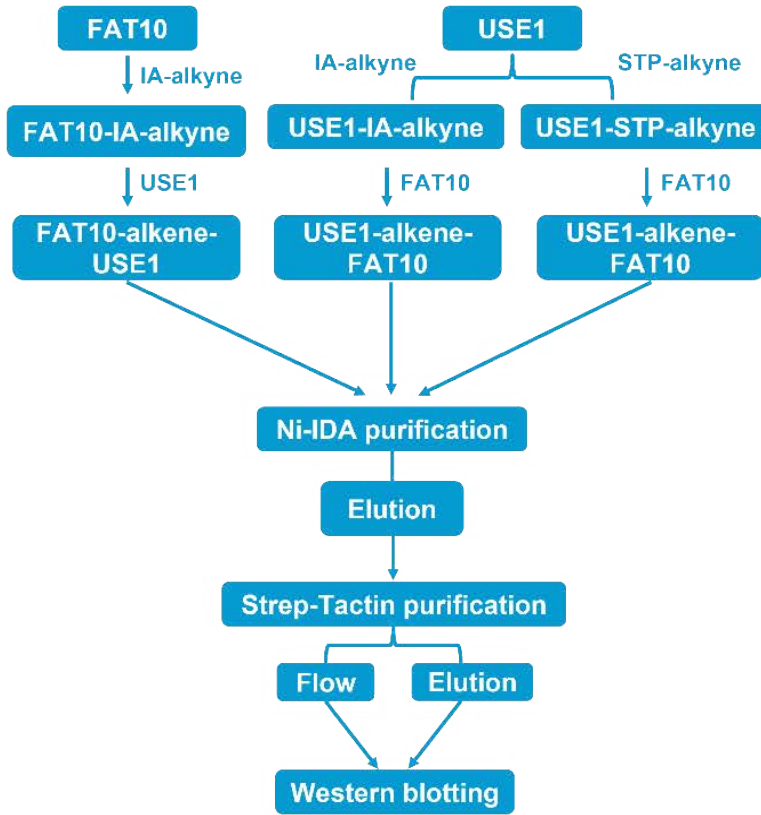 FAT10
USE1
IA-alkyne
IA-alkyne
STP-alkyne
FAT10-IA-alkyne
USE1-IA-alkyne
USE1-STP-alkyne
USE1
FAT10
FAT10
FAT10-alkene-
USE1
USE1-alkene-
FAT10
USE1-alkene-
FAT10
Ni-IDA purification
Elution
Strep-Tactin purification
Flow
Elution
Western blotting